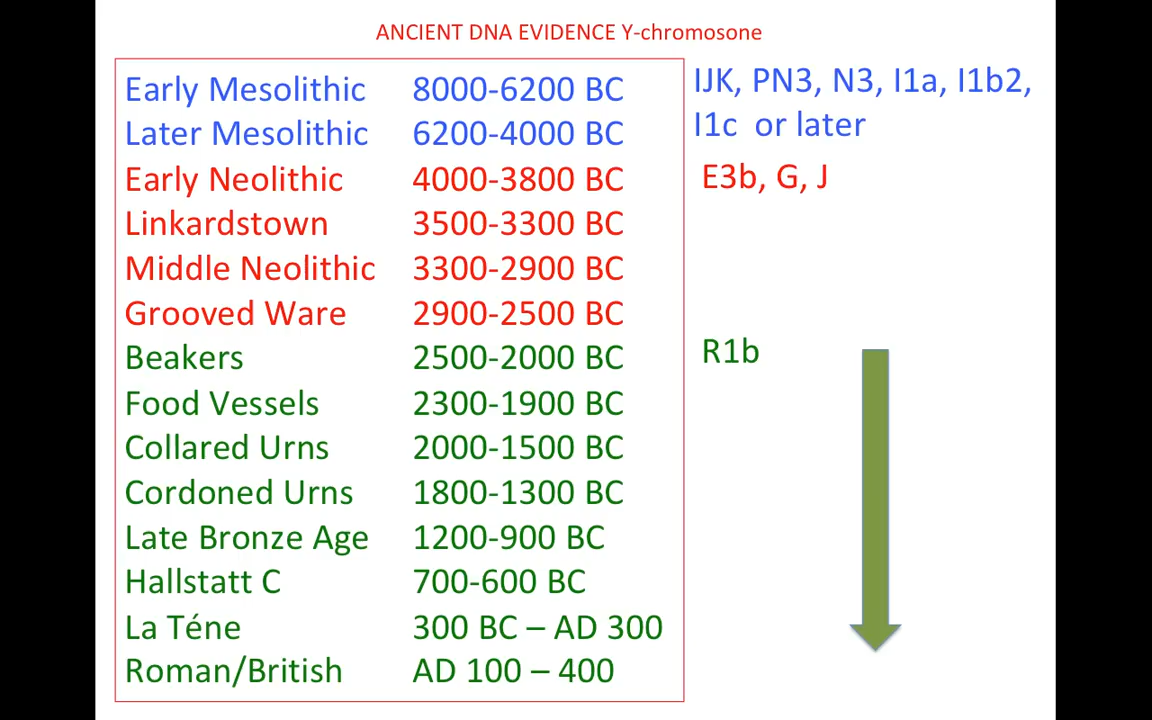 ANCIENT DNA EVIDENCE Y-chromosone
Early Mesolithic 8000-6200 BC IJK, PN3, N3, I1a, I1b2,
Later Mesolithic 6200-4000 BC I1c or later
Early Neolithic 4000-3800 BC E3b, G, J
Linkardstown 3500-3300 BC
Middle Neolithic 3300-2900 BC
Grooved Ware 2900-2500 BC
Beakers 2500-2000 BC R1b
Food Vessels 2300-1900 BC
Collared Urns 2000-1500 BC
Cordoned Urns 1800-1300 BC
Late Bronze Age 1200-900 BC
Hallstatt C 700-600 BC
La Téne 300 BC – AD 300
Roman/British AD 100 – 400